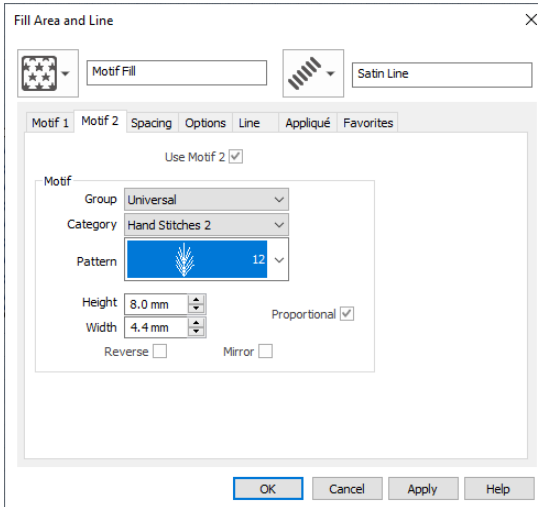 Fill Area and Line
Motif Fill
Satin Line
Motif 1 Motif 2 Spacing Options Line Appliqué Favorites
Use Motif 2
Motif
Group Universal
Category Hand Stitches 2
Pattern 12
Height 8.0 mm
Proportional
Width 4.4 mm
Reverse Mirror
OK Cancel Apply Help